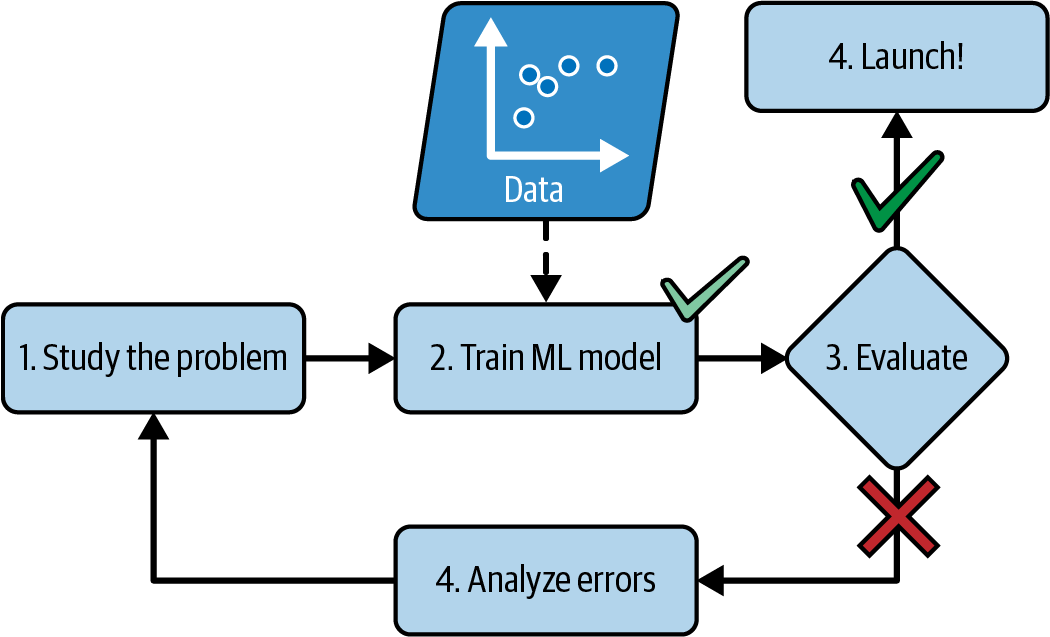 4. Launch!
Data
1. Study the problem
2. Train ML model
3. Evaluate
4. Analyze errors